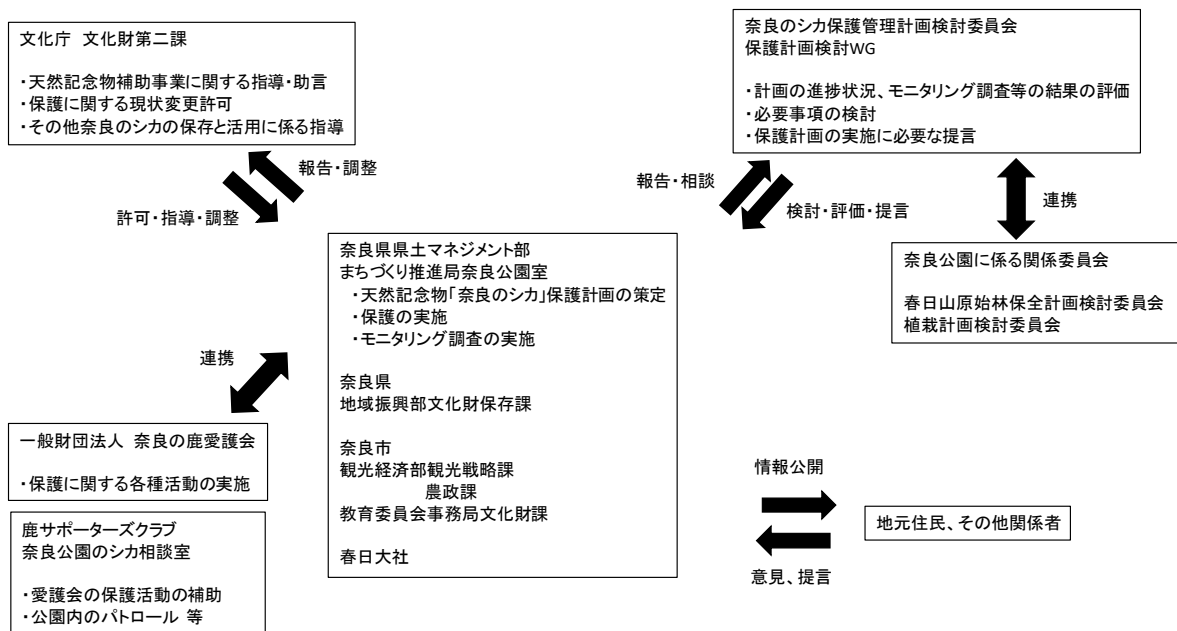 文化庁 文化財第二課
・天然記念物補助事業に関する指導・助言
・保護に関する現状変更許可
・その他奈良のシカの保存と活用に係る指導
奈良のシカ保護管理計画検討委員会
保護計画検討WG
・計画の進捗状況、モニタリング調査等の結果の評価
・必要事項の検討
・保護計画の実施に必要な提言
報告・調整
許可・指導・調整
報告・相談
検討・評価・提言
連携
奈良公園に係る関係委員会
春日山原始林保全計画検討委員会
植栽計画検討委員会
奈良県県土マネジメント部
まちづくり推進局奈良公園室
・天然記念物「奈良のシカ」保護計画の策定
・保護の実施
・モニタリング調査の実施
奈良県
地域振興部文化財保存課
奈良市
観光経済部観光戦略課
農政課
教育委員会事務局文化財課
春日大社
連携
一般財団法人 奈良の鹿愛護会
・保護に関する各種活動の実施
鹿サポーターズクラブ
奈良公園のシカ相談室
・愛護会の保護活動の補助
・公園内のパトロール 等
情報公開
意見、提言
地元住民、その他関係者